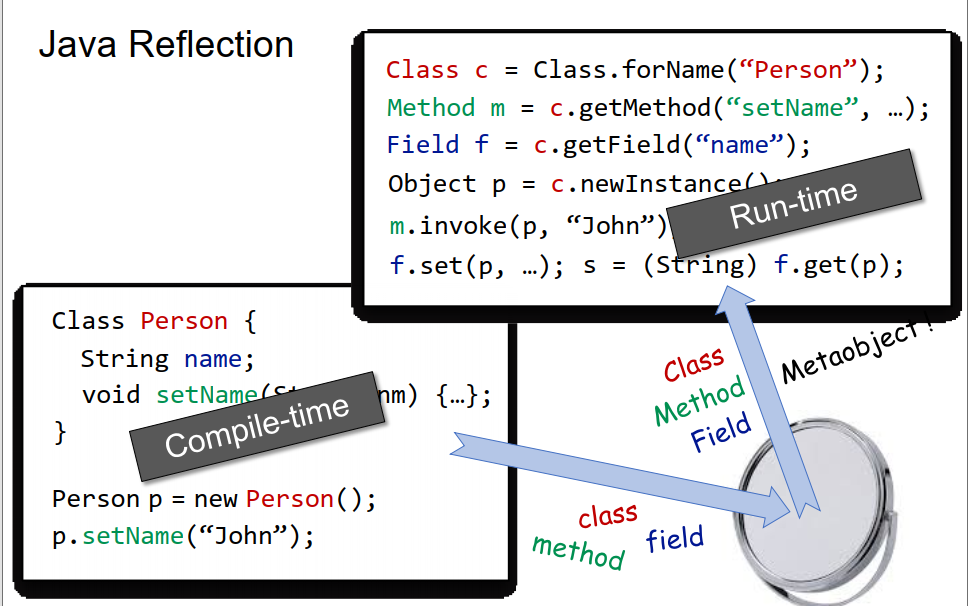 Java Reflection
Class c = Class.forName(“Person”);
Method m = c.getMethod(“setName”, …);
Field f = c.getField(“name”);
Object p = c.newInstance();
m.invoke(p, “John”)
f.set(p, …); s = (String) f.get(p);
Run-time
Class Person {
String name;
void setName( nm) {…};
}
Compile-time
Person p = new Person();
p.setName(“John”);
Class
Method
Field
Metaobject !
class
method field